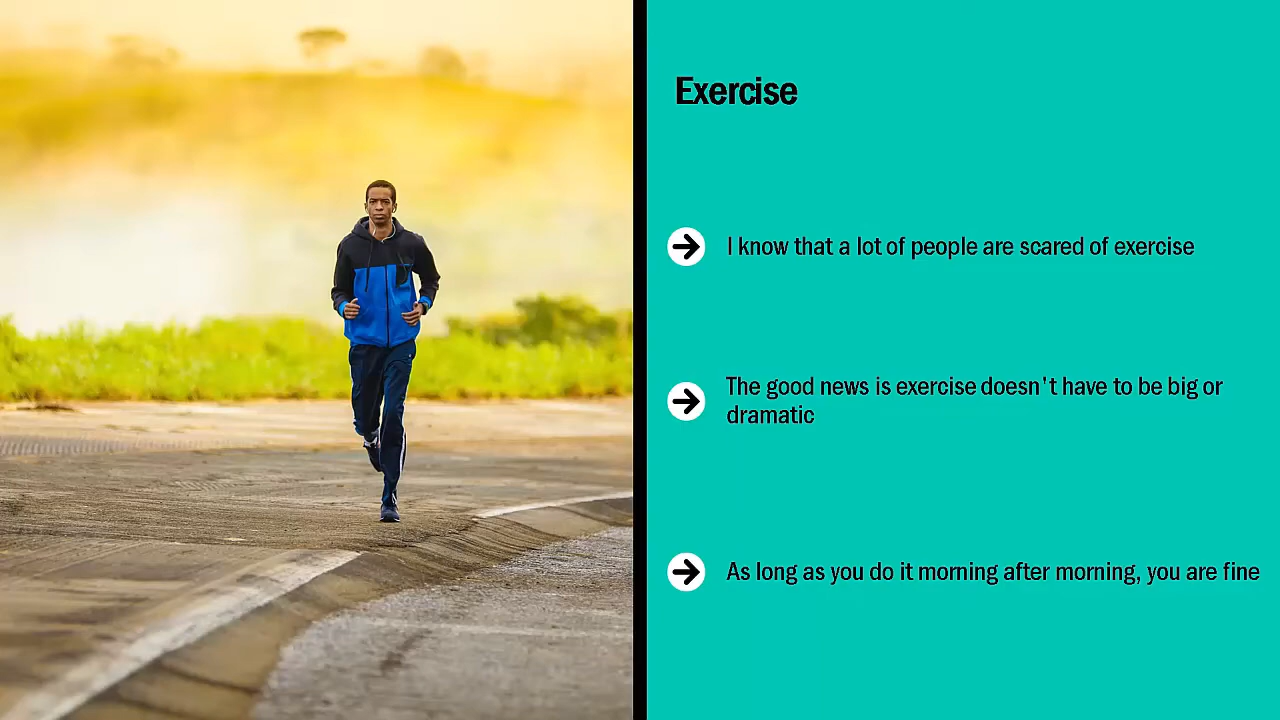 Exercise
I know that a lot of people are scared of exercise
The good news is exercise doesn't have to be big or
dramatic
As long as you do it morning after morning, you are fine